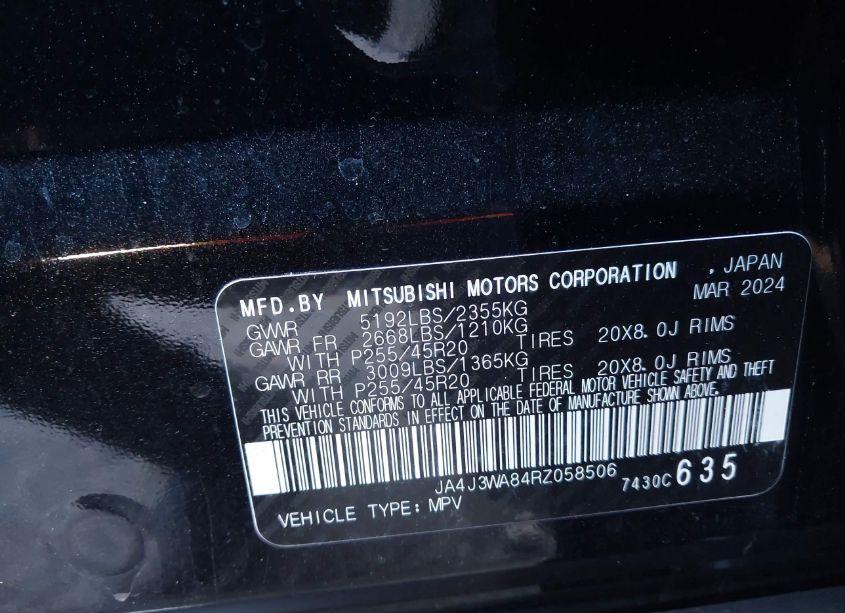 MFD.BY MITSUBISHI MOTORS CORPORATION , JAPAN
MAR 2024
GVWR 5192LBS/2355KG
GAWR FR 2668LBS/1210KG
WITH P255/45R20 TIRES 20X8.0J RIMS
GAWR RR 3009LBS/1365KG
WITH P255/45R20 TIRES 20X8.0J RIMS
THIS VEHICLE CONFORMS TO ALL APPLICABLE FEDERAL MOTOR VEHICLE SAFETY AND THEFT
PREVENTION STANDARDS IN EFFECT ON THE DATE OF MANUFACTURE SHOWN ABOVE.
JA4J3WA84RZ058506 7430C635
VEHICLE TYPE: MPV